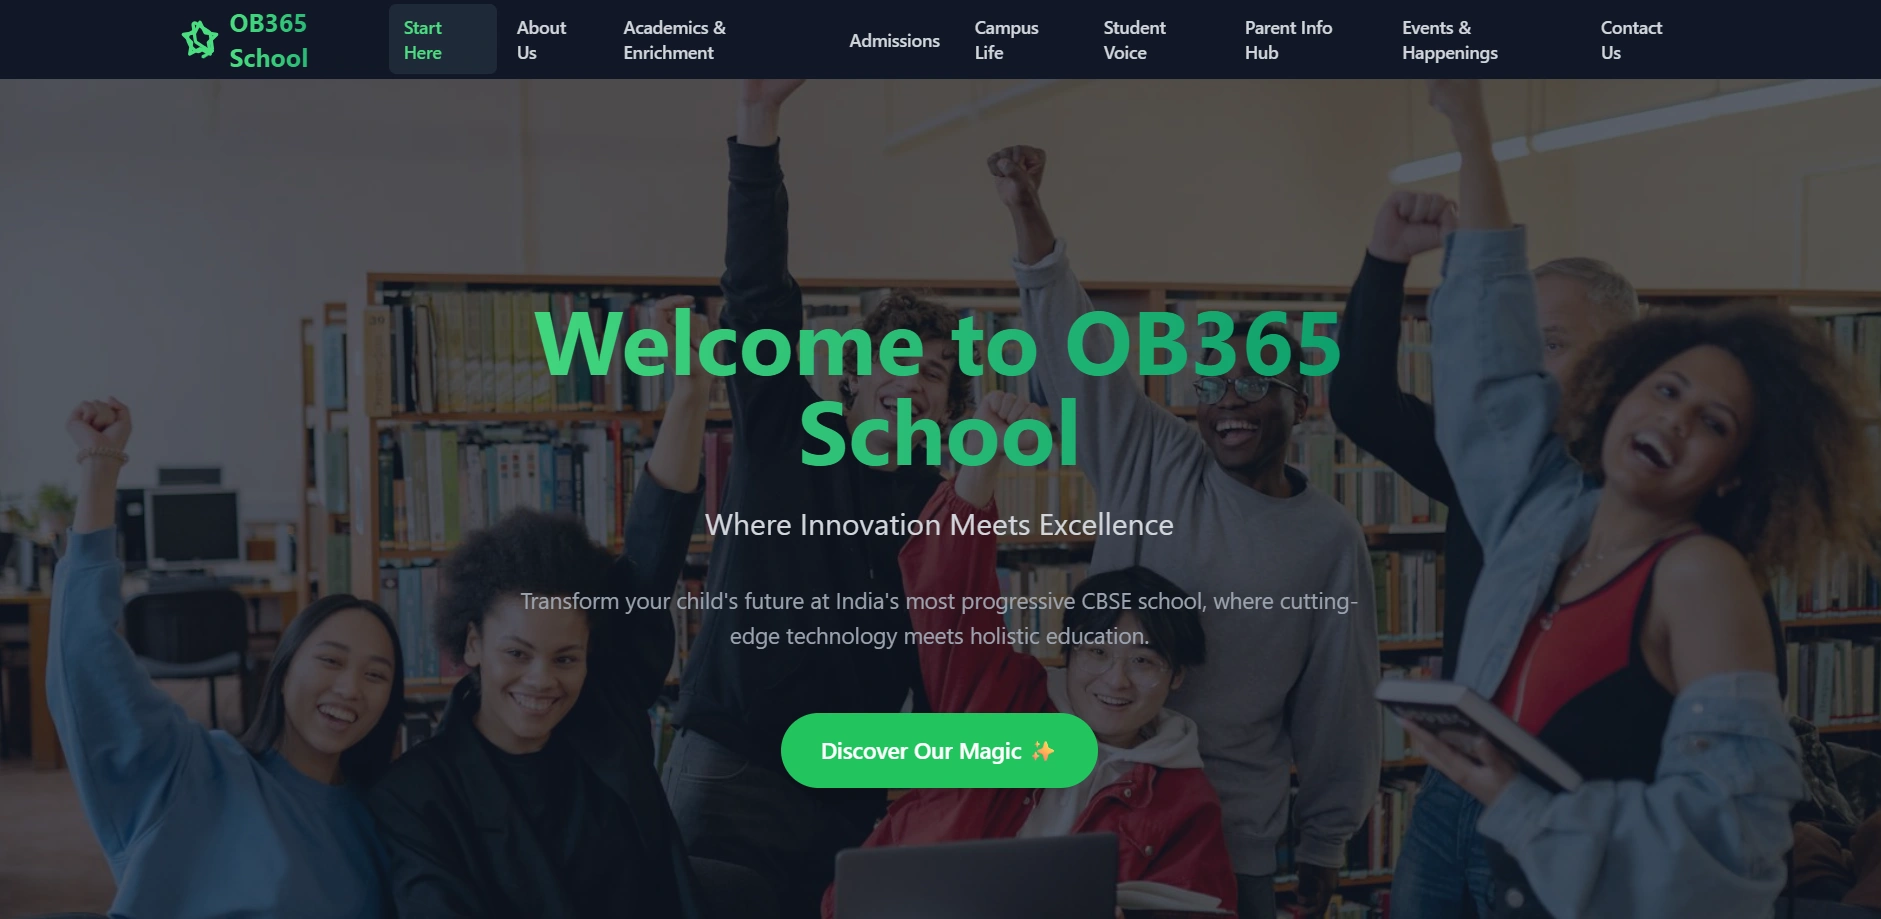 OB365
School
Start
Here
About
Us
Academics &
Enrichment
Admissions
Campus
Life
Student
Voice
Parent Info
Hub
Events &
Happenings
Contact
Us
Welcome to OB365
School
Where Innovation Meets Excellence
Transform your child's future at India's most progressive CBSE school, where cutting-
edge technology meets holistic education.
Discover Our Magic ✨